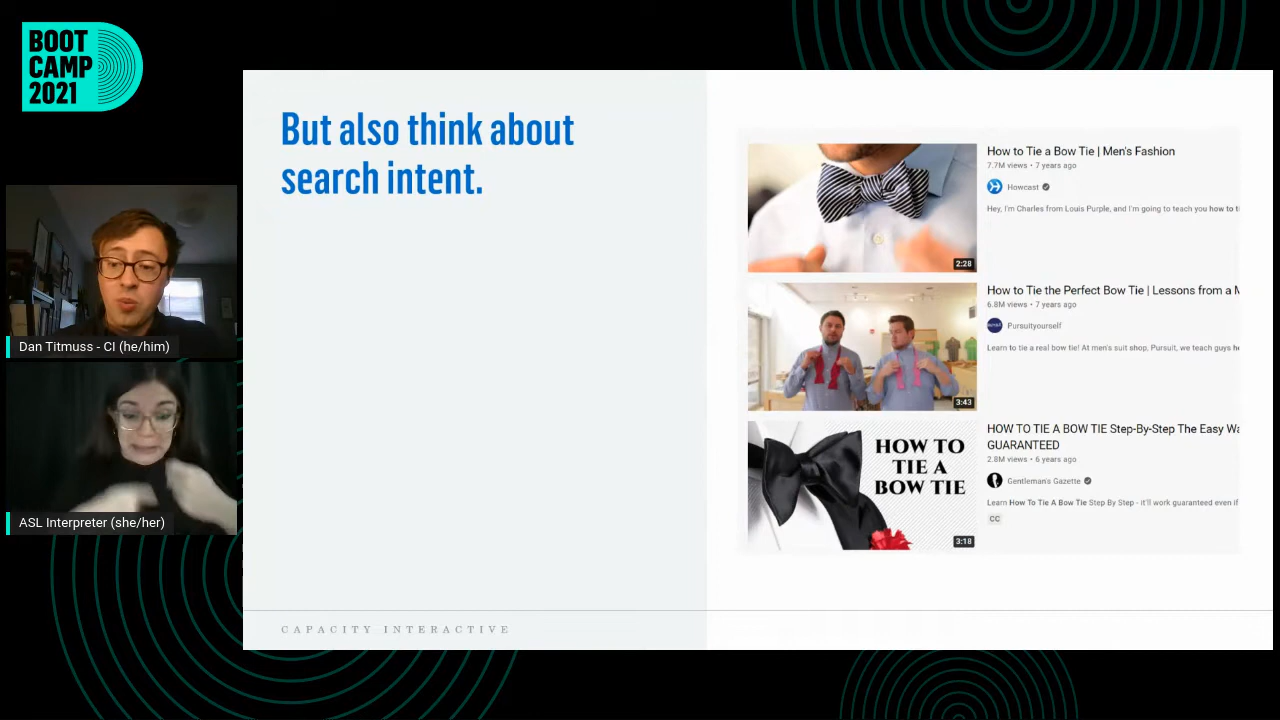 BOOT
CAMP
2021
But also think about
search intent.
How to Tie a Bow Tie | Men's Fashion
7.7M views • 7 years ago
Howcast
Hey, I'm Charles from Louis Purple, and I'm going to teach you how to ti
2:28
How to Tie the Perfect Bow Tie | Lessons from a M
6.8M views • 7 years ago
Pursuityourself
Learn to tie a real bow tie! At men's suit shop, Pursuit, we teach guys
3:43
HOW TO
TIE A
BOW TIE
HOW TO TIE A BOW TIE Step-By-Step The Easy Wa
GUARANTEED
2.8M views • 6 years ago
Gentleman's Gazette
Learn How To Tie A Bow Tie Step By Step - it'll work guaranteed even if
CC
3:18
Dan Titmuss - CI (he/him)
ASL Interpreter (she/her)
CAPACITY INTERACTIVE